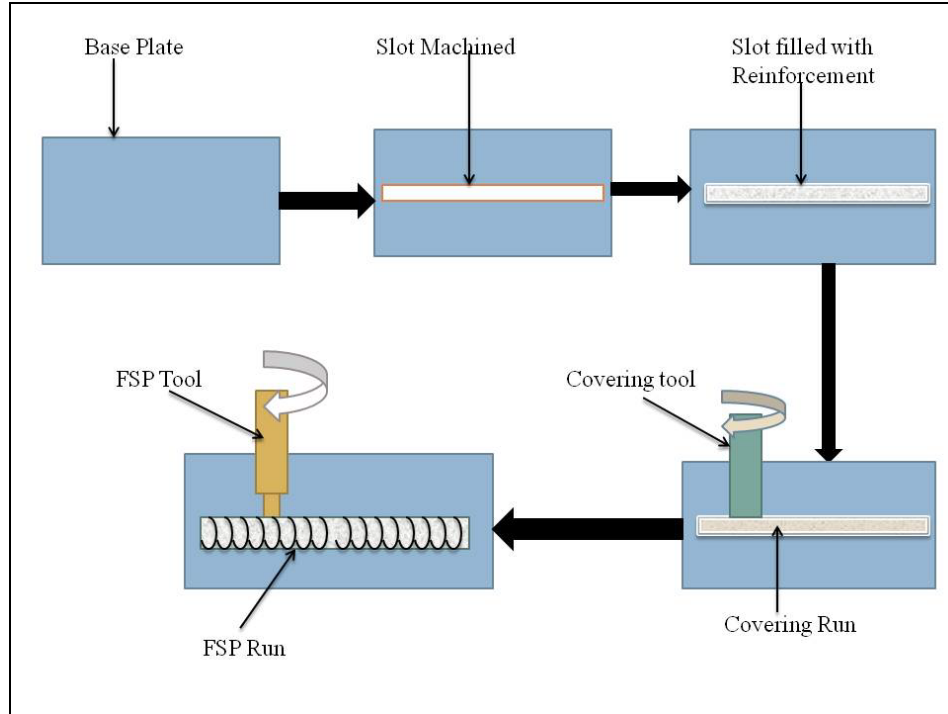 Base Plate
Slot Machined
Slot filled with
Reinforcement
FSP Tool
Covering tool
FSP Run
Covering Run